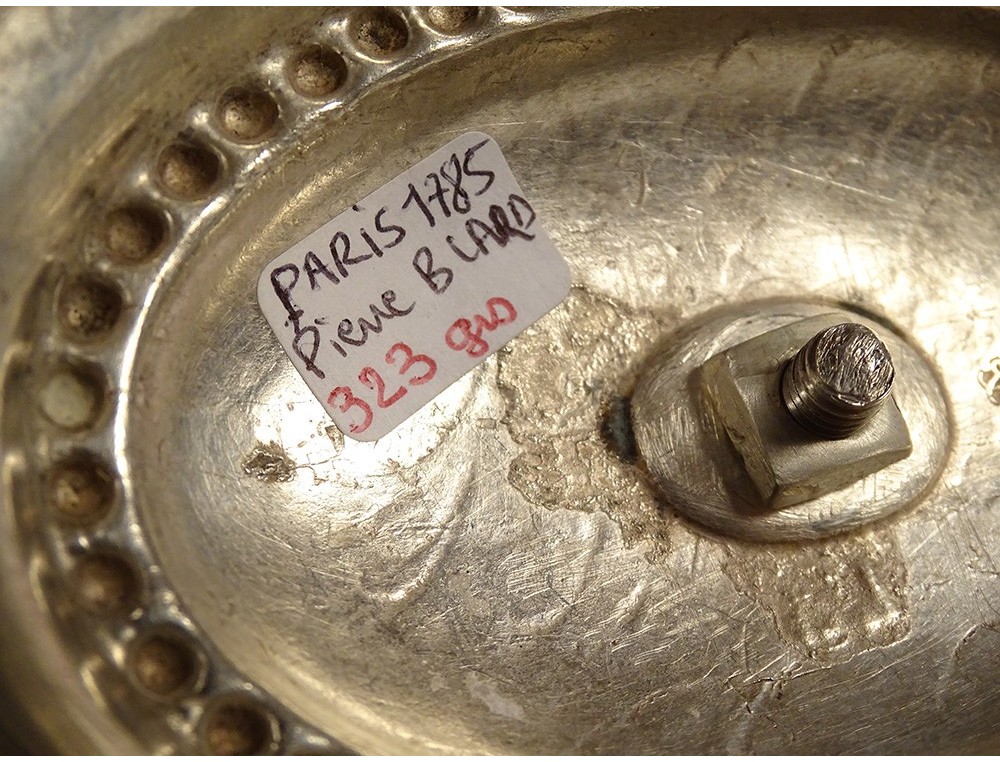 PARIS 1785
Pierre BLARD
323 grs